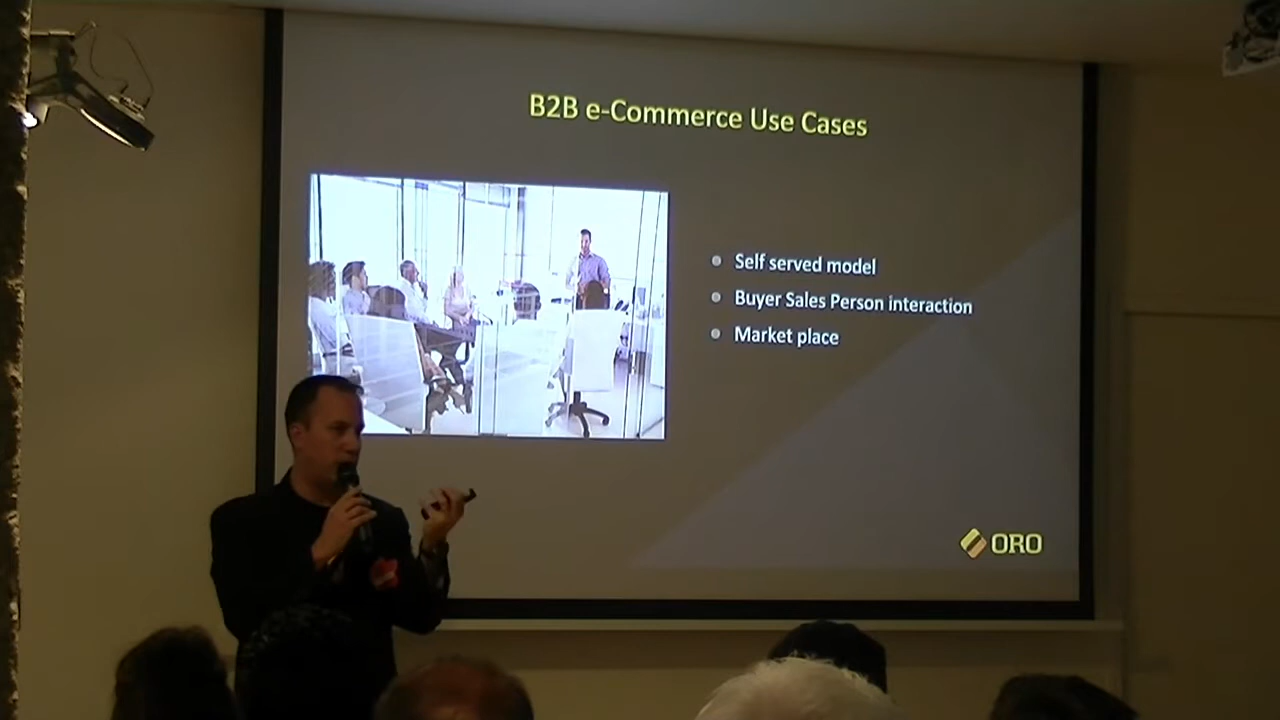 B2B e-Commerce Use Cases
Self served model
Buyer Sales Person interaction
Market place
ORO